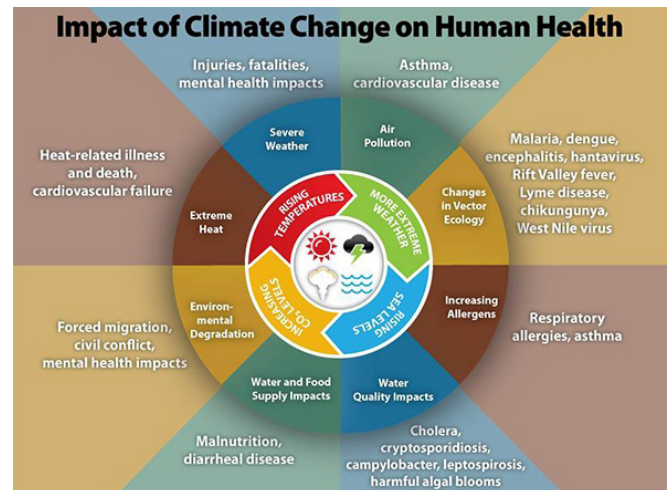 Impact of Climate Change on Human Health
Injuries, fatalities,
mental health impacts
Asthma,
cardiovascular disease
Malaria, dengue,
encephalitis, hantavirus,
Rift Valley fever,
Lyme disease,
chikungunya,
West Nile virus
Respiratory
allergies, asthma
Cholera,
cryptosporidiosis,
campylobacter, leptospirosis,
harmful algal blooms
Malnutrition,
diarrheal disease
Forced migration,
civil conflict,
mental health impacts
Heat-related illness
and death,
cardiovascular failure
Severe
Weather
Air
Pollution
Changes
in Vector
Ecology
Increasing
Allergens
Water
Quality Impacts
Water and Food
Supply Impacts
Environ-
mental
Degradation
Extreme
Heat
RISING
TEMPERATURES
MORE EXTREME
WEATHER
RISING
SEA LEVELS
INCREASING
CO₂ LEVELS